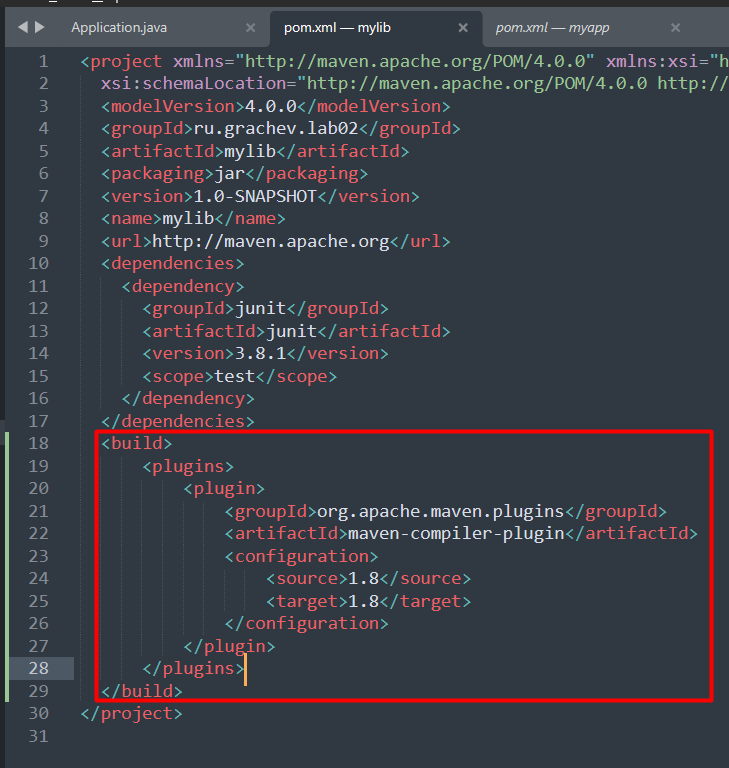 Application.java × pom.xml — mylib × pom.xml — myapp ×
1 <project xmlns="http://maven.apache.org/POM/4.0.0" xmlns:xsi="h
2 xsi:schemaLocation="http://maven.apache.org/POM/4.0.0 http://
3 <modelVersion>4.0.0</modelVersion>
4 <groupId>ru.grachev.lab02</groupId>
5 <artifactId>mylib</artifactId>
6 <packaging>jar</packaging>
7 <version>1.0-SNAPSHOT</version>
8 <name>mylib</name>
9 <url>http://maven.apache.org</url>
10 <dependencies>
11 <dependency>
12 <groupId>junit</groupId>
13 <artifactId>junit</artifactId>
14 <version>3.8.1</version>
15 <scope>test</scope>
16 </dependency>
17 </dependencies>
18 <build>
19 <plugins>
20 <plugin>
21 <groupId>org.apache.maven.plugins</groupId>
22 <artifactId>maven-compiler-plugin</artifactId>
23 <configuration>
24 <source>1.8</source>
25 <target>1.8</target>
26 </configuration>
27 </plugin>
28 </plugins>
29 </build>
30 </project>
31